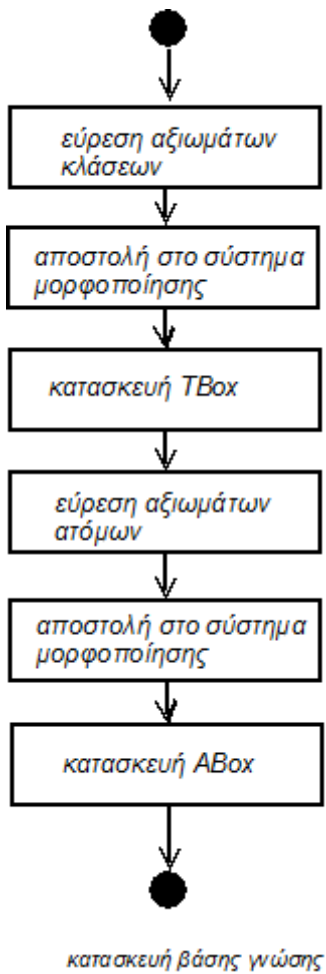 εύρεση αξιωμάτων
κλάσεων
αποστολή στο σύστημα
μορφοποίησης
κατασκευή TBox
εύρεση αξιωμάτων
ατόμων
αποστολή στο σύστημα
μορφοποίησης
κατασκευή ABox
κατασκευή βάσης γνώσης